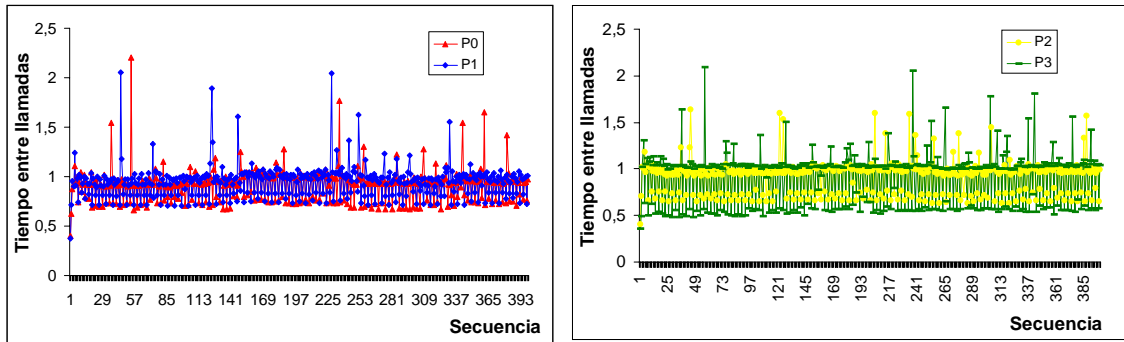 Tiempo entre llamadas
2,5
2
1,5
1
0,5
0
P0
P1
1 29 57 85 113 141 169 197 225 253 281 309 337 365 393
Secuencia
Tiempo entre llamadas
2,5
2
1,5
1
0,5
0
P2
P3
1 25 49 73 97 121 145 169 193 217 241 265 289 313 337 361 385
Secuencia